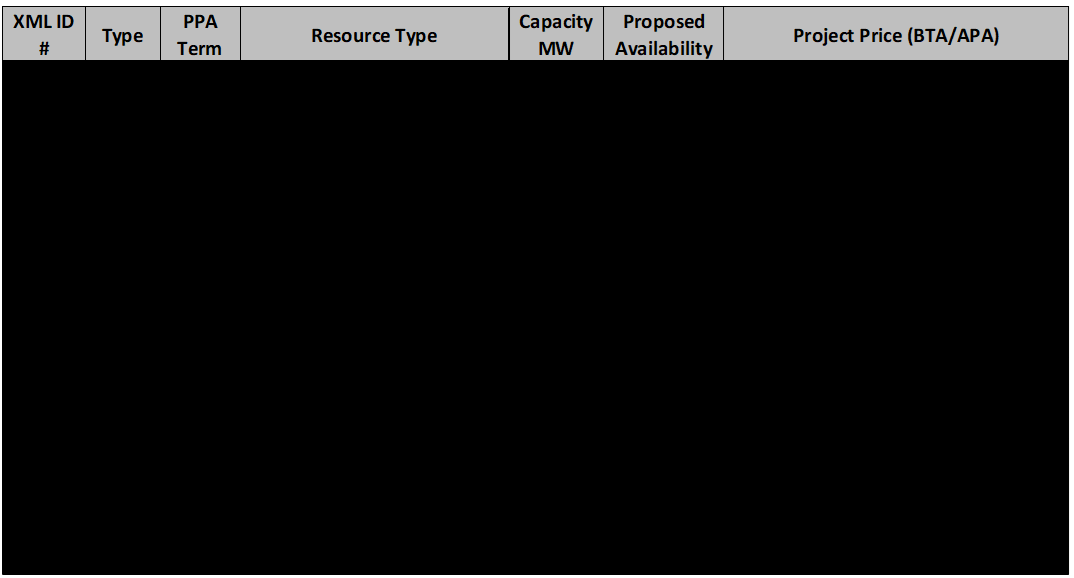 XML ID
#
Type
PPA
Term
Resource Type
Capacity
MW
Proposed
Availability
Project Price (BTA/APA)